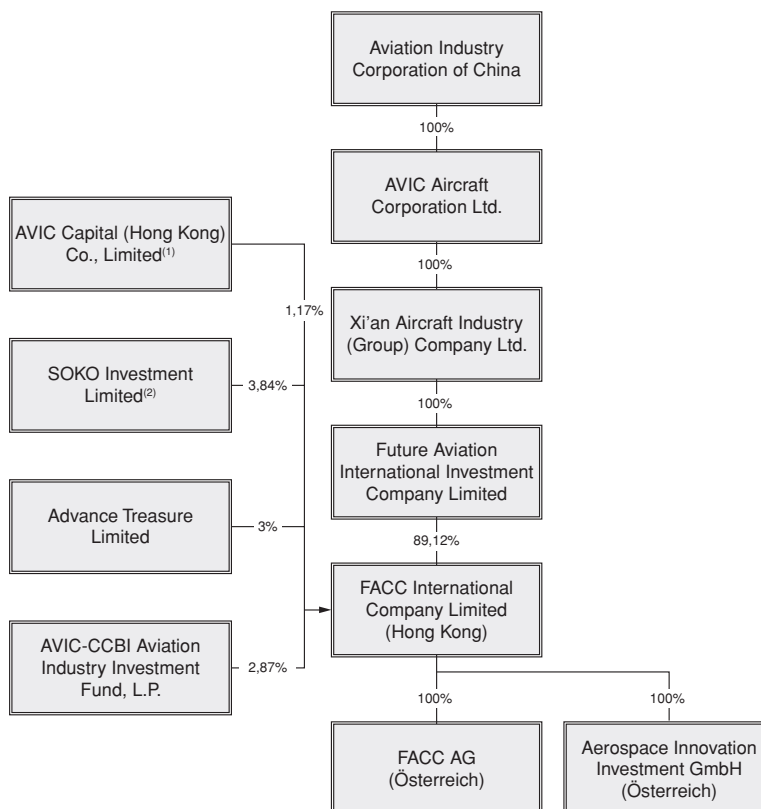 Aviation Industry
Corporation of China
100%
AVIC Aircraft
Corporation Ltd.
AVIC Capital (Hong Kong)
Co., Limited(1)
100%
1,17%
Xi'an Aircraft Industry
(Group) Company Ltd.
SOKO Investment
Limited(2)
3,84%
100%
Future Aviation
International Investment
Company Limited
Advance Treasure
Limited
3%
89,12%
FACC International
Company Limited
(Hong Kong)
AVIC-CCBI Aviation
Industry Investment
Fund, L.P.
2,87%
100%
100%
FACC AG
(Österreich)
Aerospace Innovation
Investment GmbH
(Österreich)